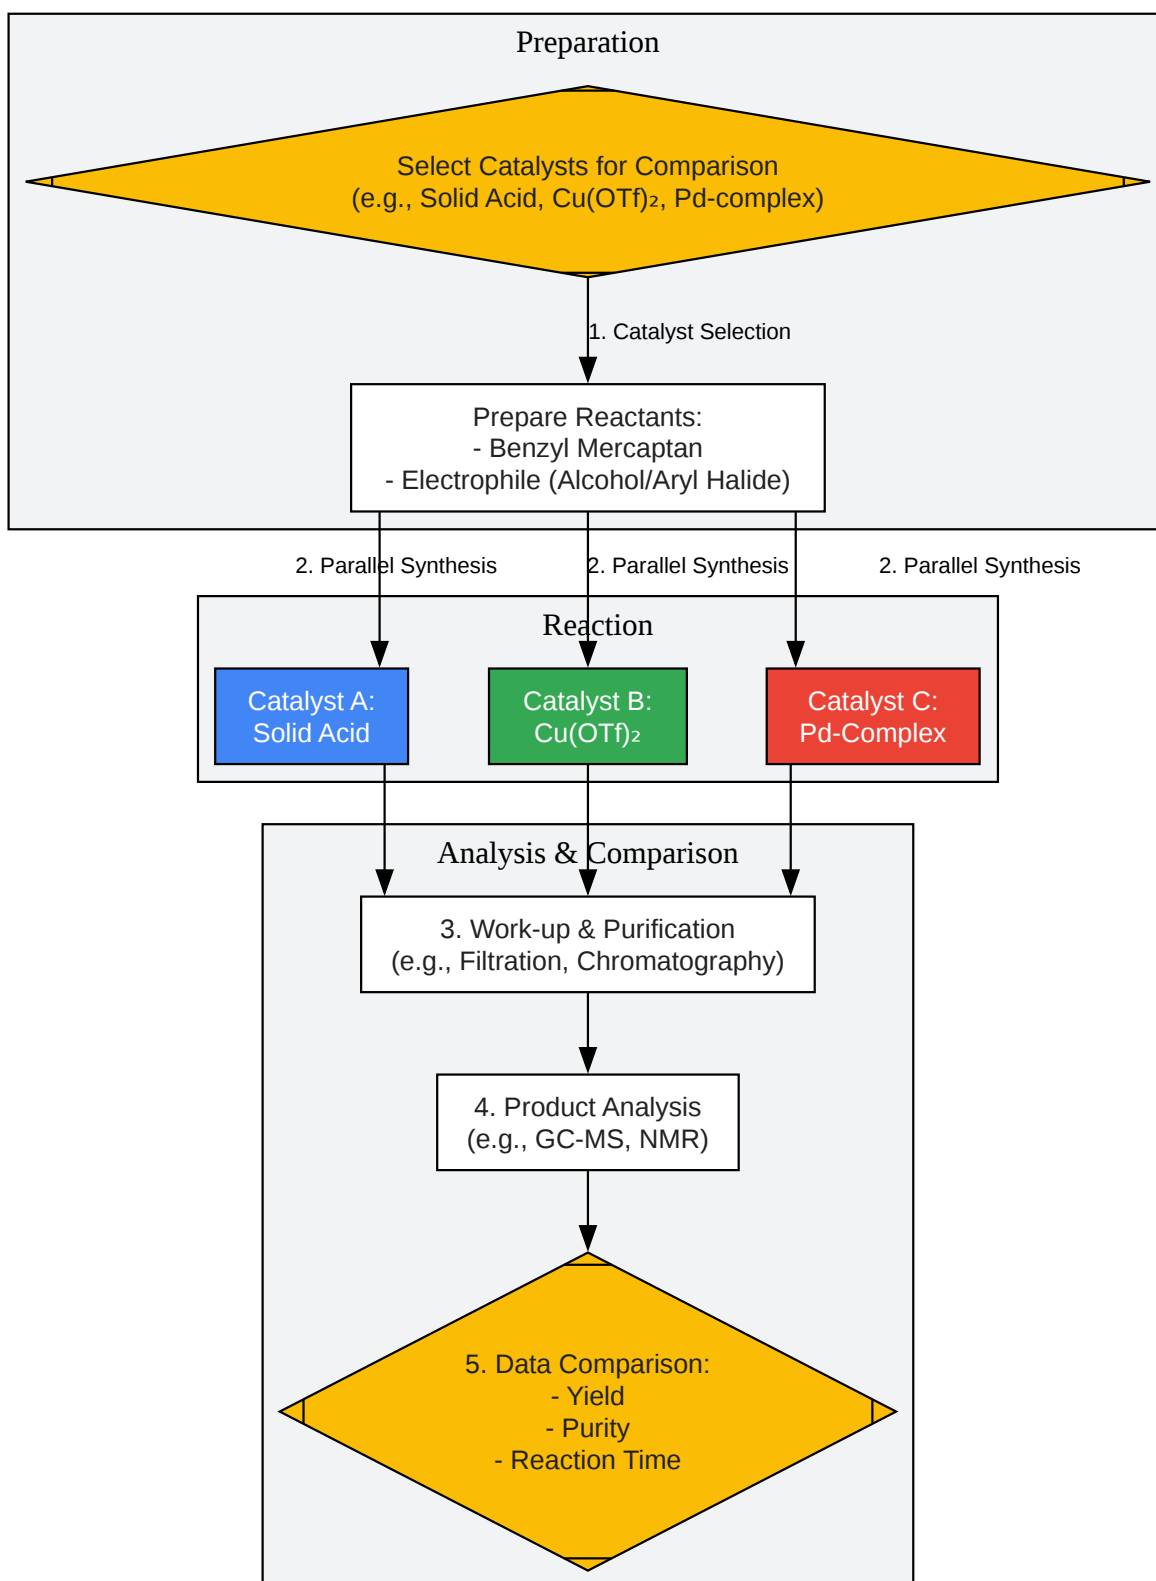 Preparation
Select Catalysts for Comparison
(e.g., Solid Acid, Cu(OTf)₂, Pd-complex)
1. Catalyst Selection
Prepare Reactants:
- Benzyl Mercaptan
- Electrophile (Alcohol/Aryl Halide)
2. Parallel Synthesis
2. Parallel Synthesis
2. Parallel Synthesis
Reaction
Catalyst A:
Solid Acid
Catalyst B:
Cu(OTf)₂
Catalyst C:
Pd-Complex
Analysis & Comparison
3. Work-up & Purification
(e.g., Filtration, Chromatography)
4. Product Analysis
(e.g., GC-MS, NMR)
5. Data Comparison:
- Yield
- Purity
- Reaction Time